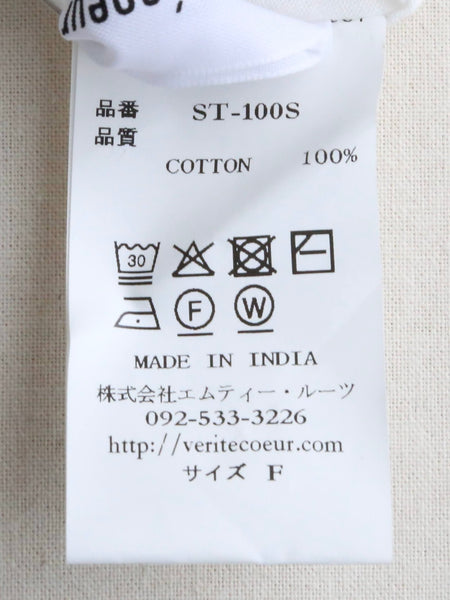 品番 ST-100S
品質
COTTON 100%
30
F W
MADE IN INDIA
株式会社エムティー・ルーツ
092-533-3226
http://veritecoeur.com
サイズ F